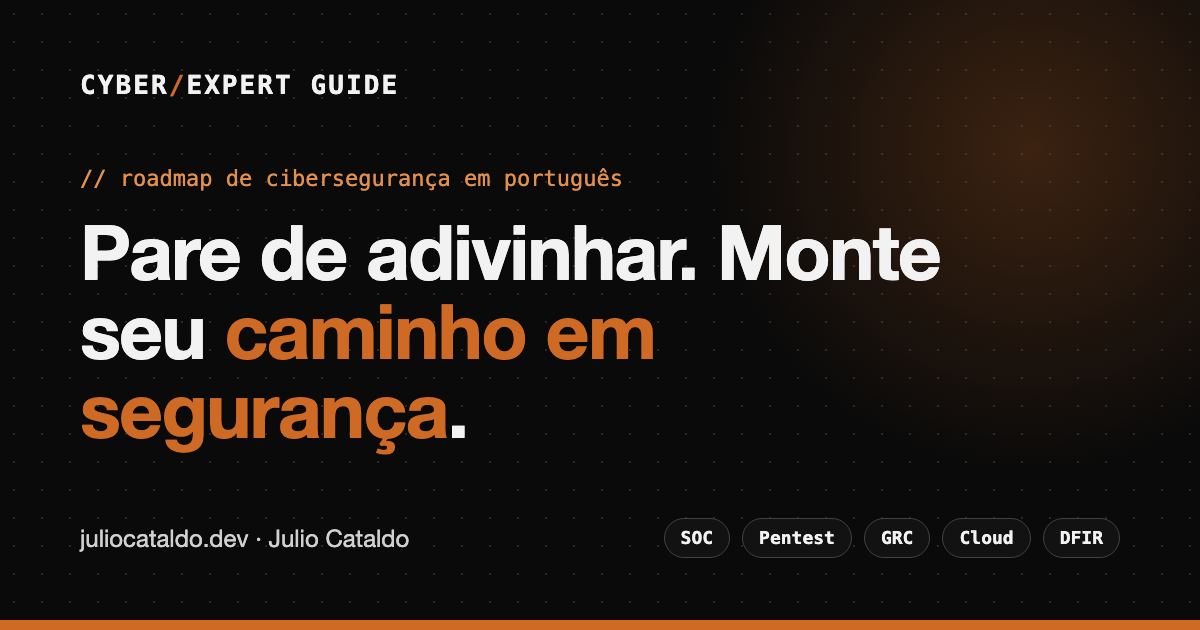 CYBER/EXPERT GUIDE
// roadmap de cibersegurança em português
Pare de adivinhar. Monte
seu caminho em
segurança.
juliocataldo.dev · Julio Cataldo
SOC Pentest GRC Cloud DFIR